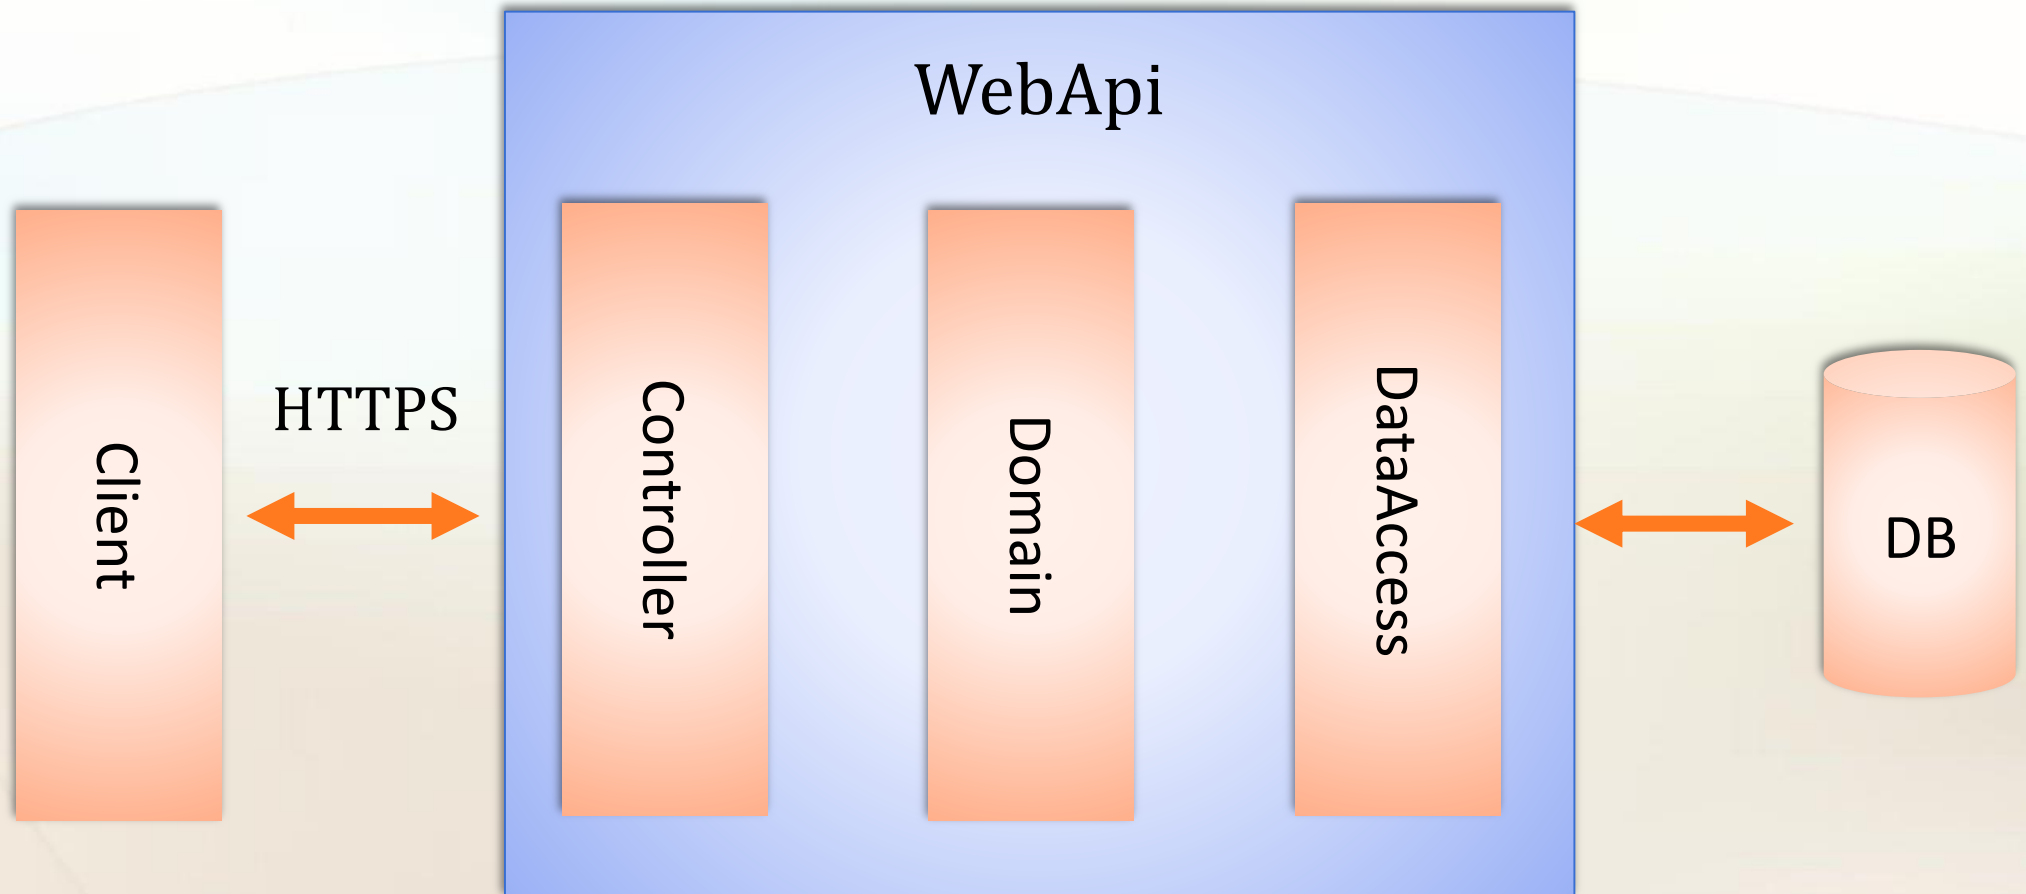 WebApi
Client
HTTPS
Controller
Domain
DataAccess
DB